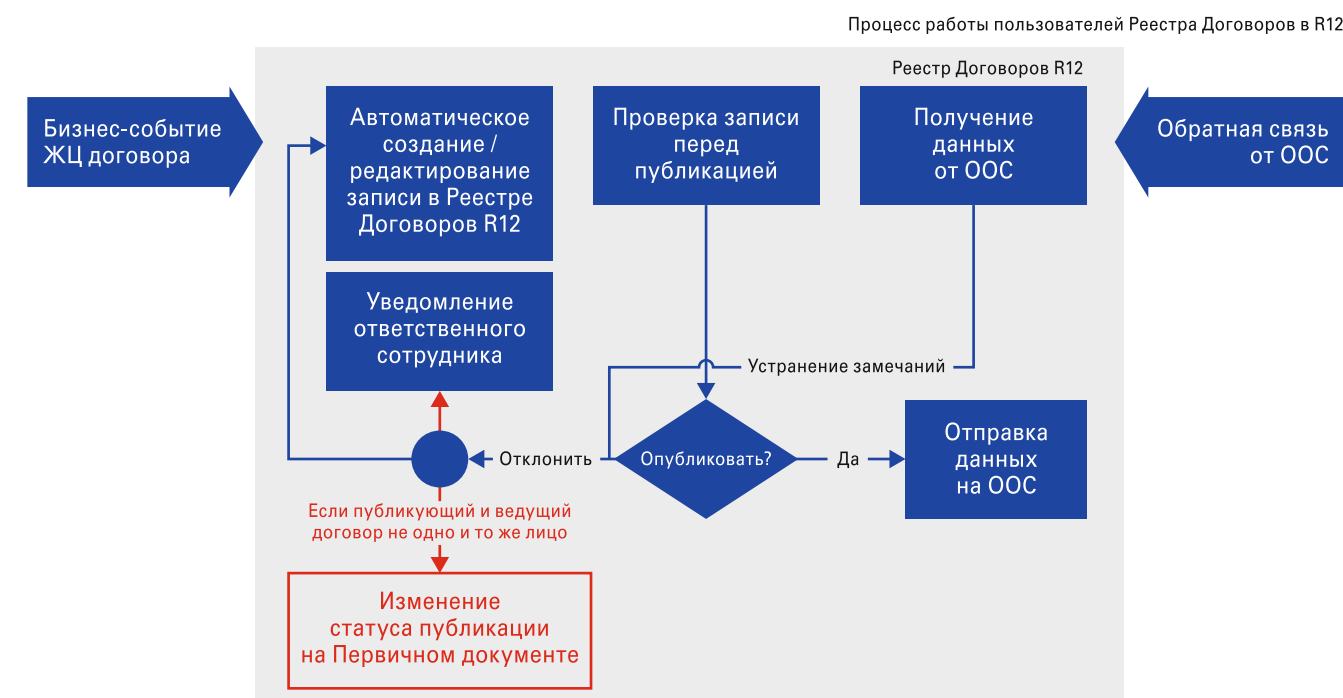 Процесс работы пользователей Реестра Договоров в R12
Реестр Договоров R12
Бизнес-событие
ЖЦ договора
Автоматическое
создание /
редактирование
записи в Реестре
Договоров R12
Проверка записи
перед
публикацией
Получение
данных
от ООС
Обратная связь
от ООС
Уведомление
ответственного
сотрудника
Устранение замечаний
Отклонить
Опубликовать?
Да
Отправка
данных
на ООС
Если публикующий и ведущий
договор не одно и то же лицо
Изменение
статуса публикации
на Первичном документе